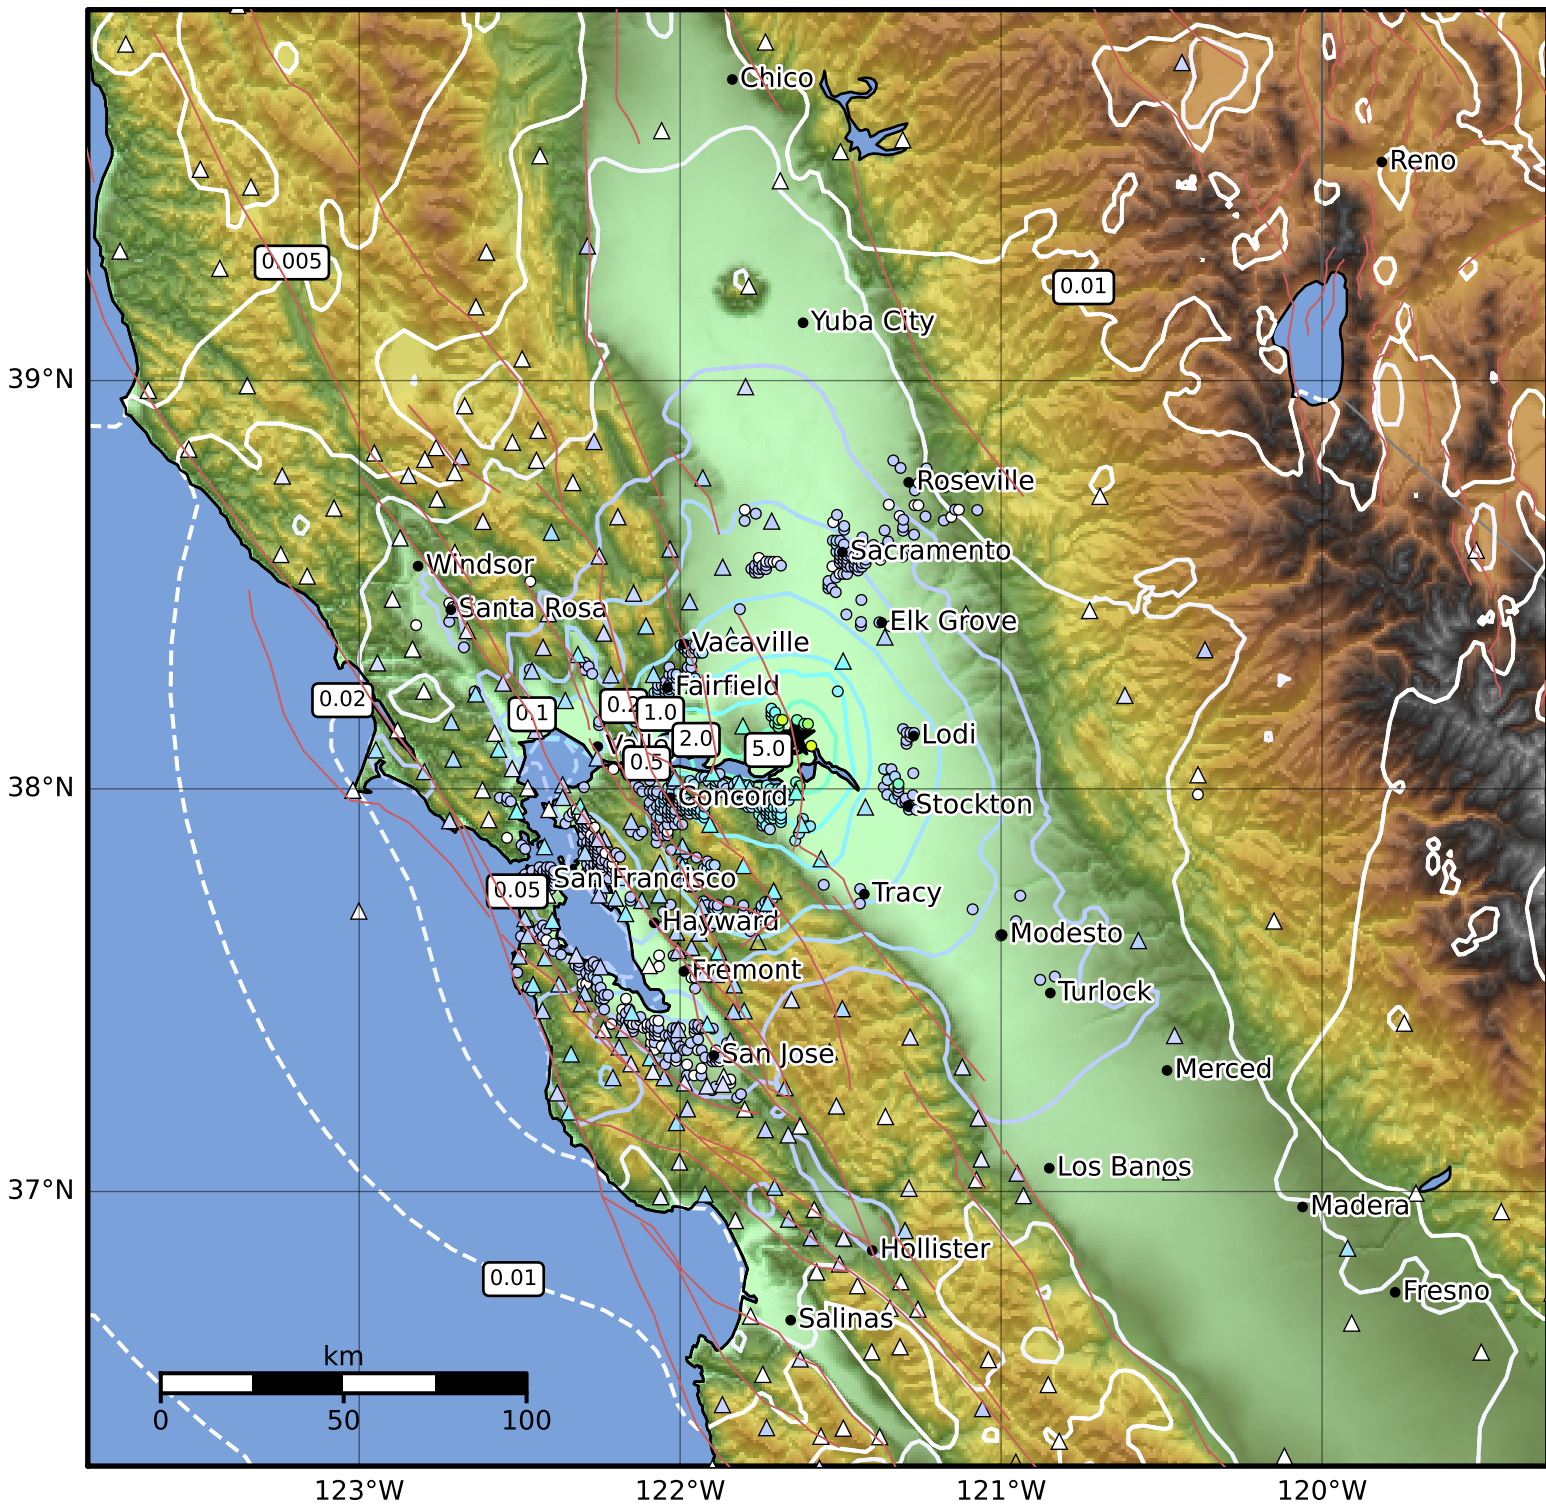 Chico
Reno
0.005
0.01
Yuba City
39°N
Roseville
Sacramento
Windsor
Santa Rosa
Elk Grove
Vacaville
Fairfield
0.02
0.1
1.0
2.0
5.0
0.5
Lodi
38°N
Concord
Stockton
San Francisco
0.05
Tracy
Hayward
Modesto
Fremont
Turlock
San Jose
Merced
Los Banos
37°N
Madera
Hollister
0.01
Fresno
Salinas
km
0 50 100
123°W 122°W 121°W 120°W